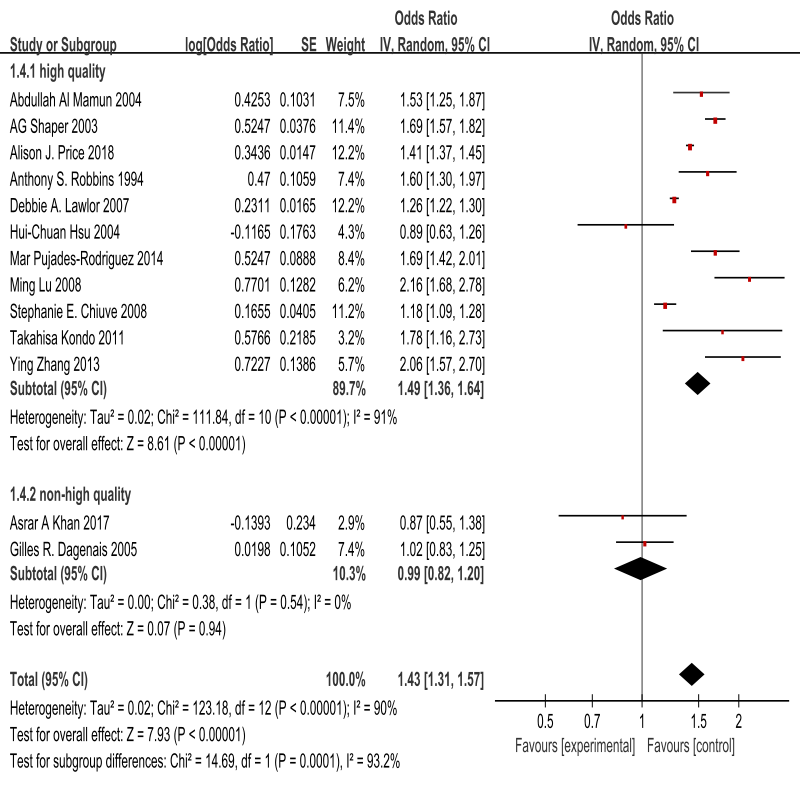 Odds Ratio Odds Ratio
Study or Subgroup log[Odds Ratio] SE Weight IV, Random, 95% CI IV, Random, 95% CI
1.4.1 high quality
Abdullah Al Mamun 2004 0.4253 0.1031 7.5% 1.53 [1.25, 1.87]
AG Shaper 2003 0.5247 0.0376 11.4% 1.69 [1.57, 1.82]
Alison J. Price 2018 0.3436 0.0147 12.2% 1.41 [1.37, 1.45]
Anthony S. Robbins 1994 0.47 0.1059 7.4% 1.60 [1.30, 1.97]
Debbie A. Lawlor 2007 0.2311 0.0165 12.2% 1.26 [1.22, 1.30]
Hui-Chuan Hsu 2004 -0.1165 0.1763 4.3% 0.89 [0.63, 1.26]
Mar Pujades-Rodriguez 2014 0.5247 0.0888 8.4% 1.69 [1.42, 2.01]
Ming Lu 2008 0.7701 0.1282 6.2% 2.16 [1.68, 2.78]
Stephanie E. Chiuve 2008 0.1655 0.0405 11.2% 1.18 [1.09, 1.28]
Takahisa Kondo 2011 0.5766 0.2185 3.2% 1.78 [1.16, 2.73]
Ying Zhang 2013 0.7227 0.1386 5.7% 2.06 [1.57, 2.70]
Subtotal (95% CI) 89.7% 1.49 [1.36, 1.64]
Heterogeneity: Tau² = 0.02; Chi² = 111.84, df = 10 (P < 0.00001); I² = 91%
Test for overall effect: Z = 8.61 (P < 0.00001)
1.4.2 non-high quality
Asrar A Khan 2017 -0.1393 0.234 2.9% 0.87 [0.55, 1.38]
Gilles R. Dagenais 2005 0.0198 0.1052 7.4% 1.02 [0.83, 1.25]
Subtotal (95% CI) 10.3% 0.99 [0.82, 1.20]
Heterogeneity: Tau² = 0.00; Chi² = 0.38, df = 1 (P = 0.54); I² = 0%
Test for overall effect: Z = 0.07 (P = 0.94)
Total (95% CI) 100.0% 1.43 [1.31, 1.57]
Heterogeneity: Tau² = 0.02; Chi² = 123.18, df = 12 (P < 0.00001); I² = 90%
Test for overall effect: Z = 7.93 (P < 0.00001)
Test for subgroup differences: Chi² = 14.69, df = 1 (P = 0.0001), I² = 93.2%
0.5 0.7 1 1.5 2
Favours [experimental] Favours [control]